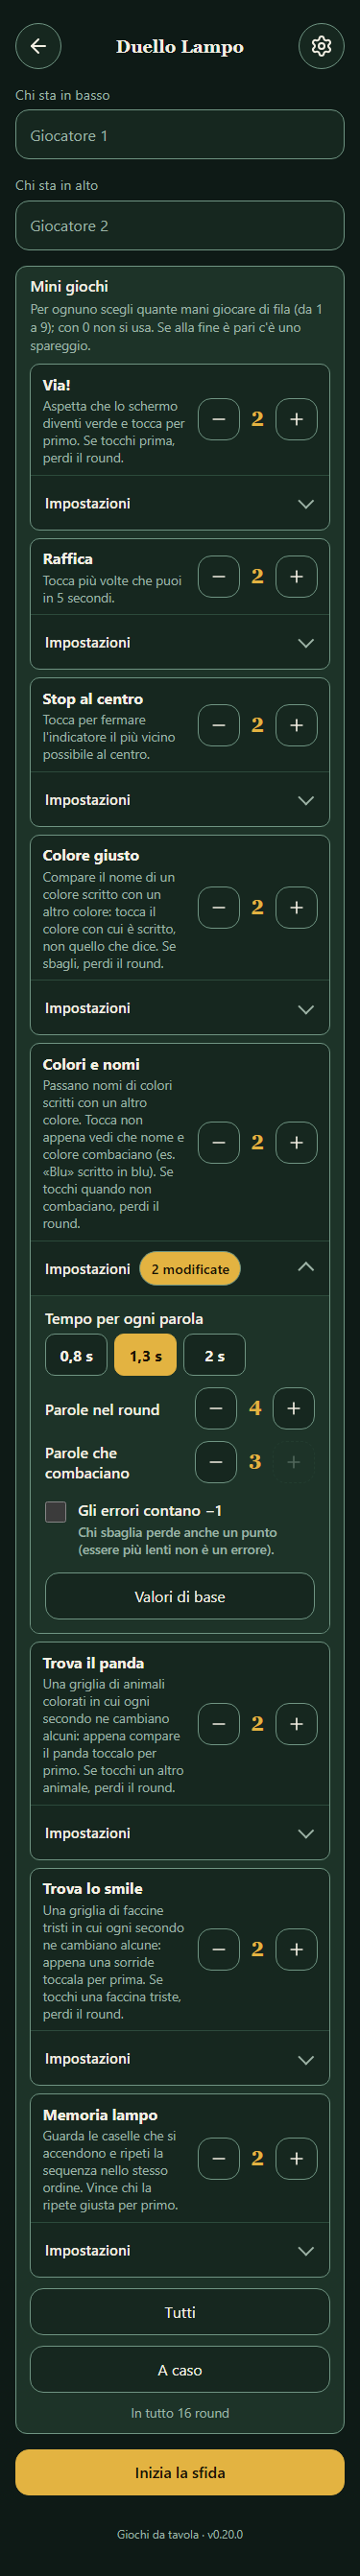 Duello Lampo
Chi sta in basso
Giocatore 1
Chi sta in alto
Giocatore 2
Mini giochi
Per ognuno scegli quante mani giocare di fila (da 1
a 9); con 0 non si usa. Se alla fine è pari c'è uno
spareggio.
Via!
Aspetta che lo schermo
diventi verde e tocca per
primo. Se tocchi prima,
perdi il round.
− 2 +
Impostazioni
Raffica
Tocca più volte che puoi
in 5 secondi.
− 2 +
Impostazioni
Stop al centro
Tocca per fermare
l'indicatore il più vicino
possibile al centro.
− 2 +
Impostazioni
Colore giusto
Compare il nome di un
colore scritto con un
altro colore: tocca il
colore con cui è scritto,
non quello che dice. Se
sbagli, perdi il round.
− 2 +
Impostazioni
Colori e nomi
Passano nomi di colori
scritti con un altro
colore. Tocca non
appena vedi che nome e
colore combaciano (es.
«Blu» scritto in blu). Se
tocchi quando non
combaciano, perdi il
round.
− 2 +
Impostazioni 2 modificate
Tempo per ogni parola
0,8 s 1,3 s 2 s
Parole nel round − 4 +
Parole che
combaciano
− 3 +
Gli errori contano −1
Chi sbaglia perde anche un punto
(essere più lenti non è un errore).
Valori di base
Trova il panda
Una griglia di animali
colorati in cui ogni
secondo ne cambiano
alcuni: appena compare
il panda toccalo per
primo. Se tocchi un altro
animale, perdi il round.
− 2 +
Impostazioni
Trova lo smile
Una griglia di faccine
tristi in cui ogni secondo
ne cambiano alcune:
appena una sorride
toccala per prima. Se
tocchi una faccina triste,
perdi il round.
− 2 +
Impostazioni
Memoria lampo
Guarda le caselle che si
accendono e ripeti la
sequenza nello stesso
ordine. Vince chi la
ripete giusta per primo.
− 2 +
Impostazioni
Tutti
A caso
In tutto 16 round
Inizia la sfida
Giochi da tavola · v0.20.0